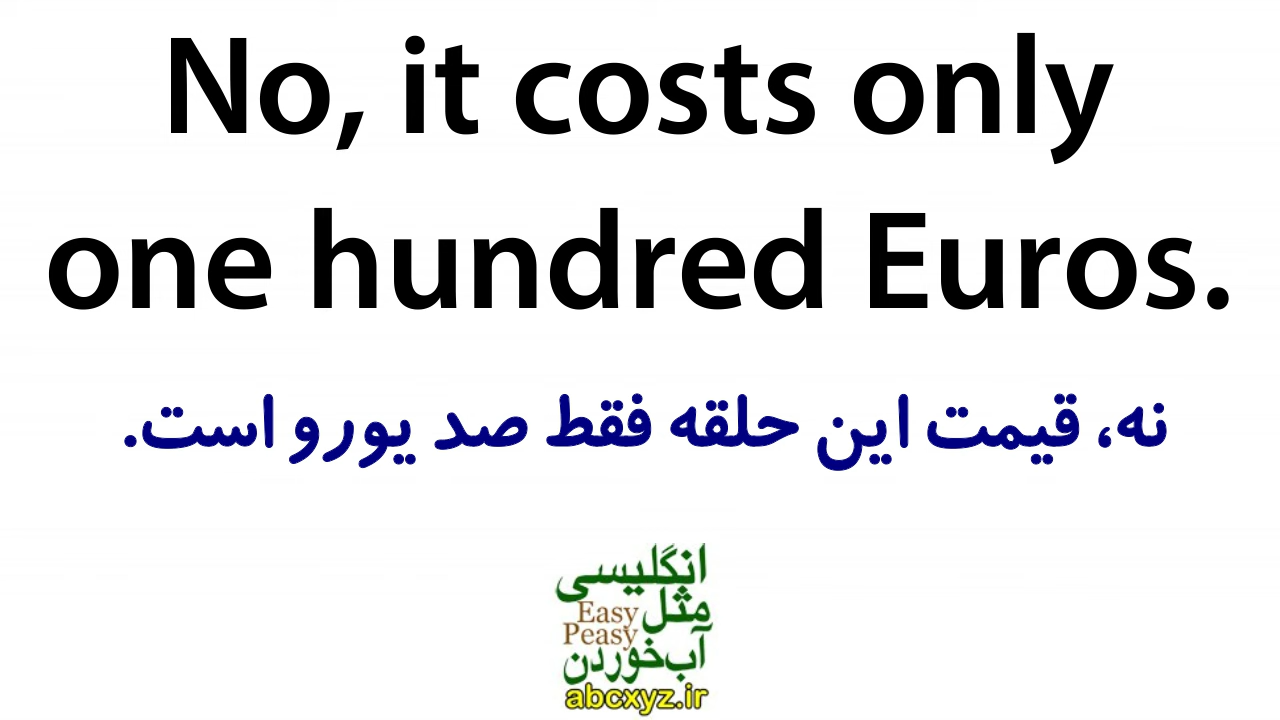 No, it costs only
one hundred Euros.
نه، قیمت این حلقه فقط صد یورو است.
انگلیسی
مثل Easy
Peasy
آب‌خوردن
abcxyz.ir